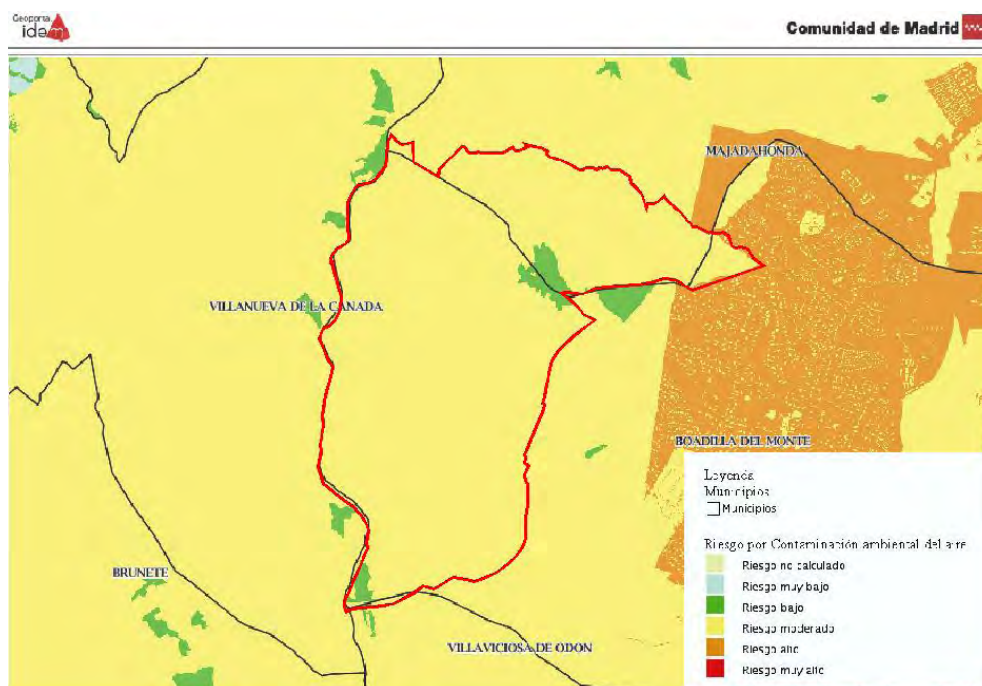 Geoportal
idem
Comunidad de Madrid
MAJADAHONDA
VILLANUEVA DE LA CANADA
BOADILLA DEL MONTE
BRUNETE
VILLAVICIOSA DE ODON
Leyenda
Municipios
Municipios
Riesgo por Contaminación ambiental del aire
Riesgo no calculado
Riesgo muy bajo
Riesgo bajo
Riesgo moderado
Riesgo alto
Riesgo muy alto